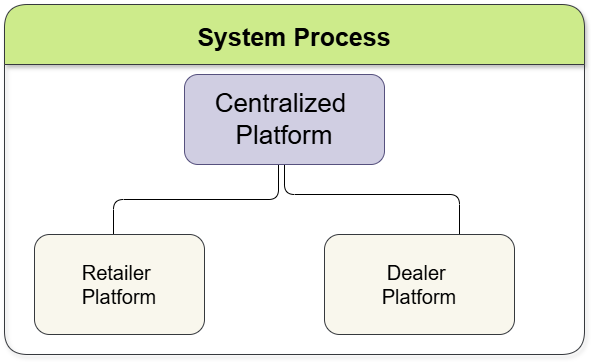 System Process
Centralized
Platform
Retailer
Platform
Dealer
Platform